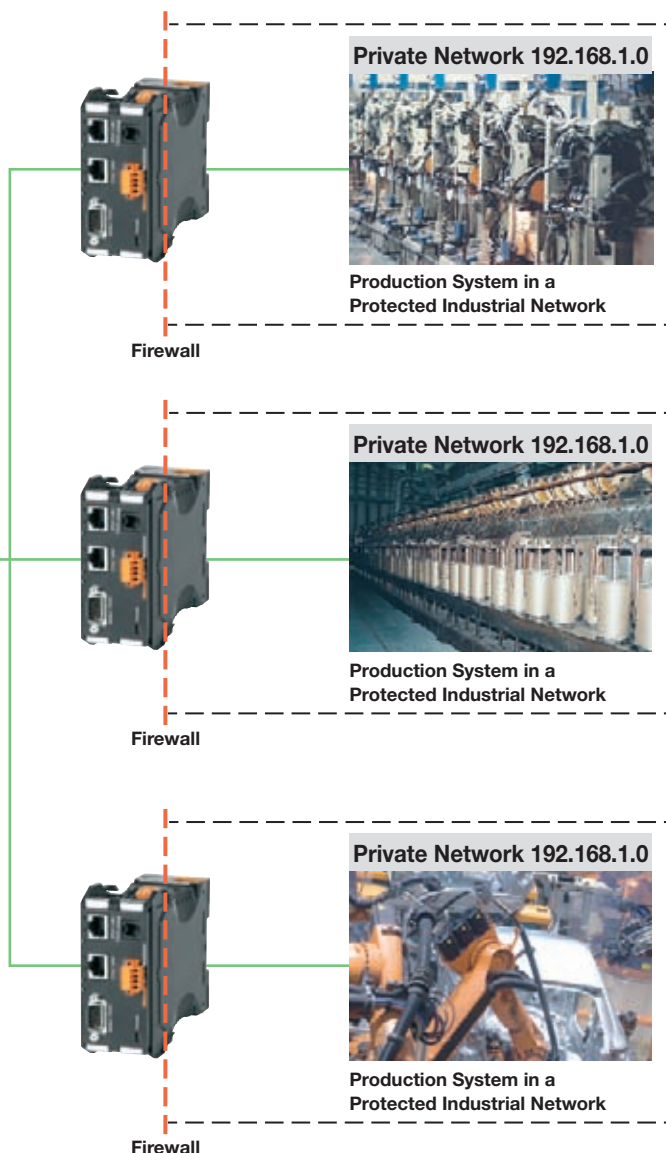 Private Network 192.168.1.0
Production System in a
Protected Industrial Network
Firewall
Private Network 192.168.1.0
Production System in a
Protected Industrial Network
Firewall
Private Network 192.168.1.0
Production System in a
Protected Industrial Network
Firewall